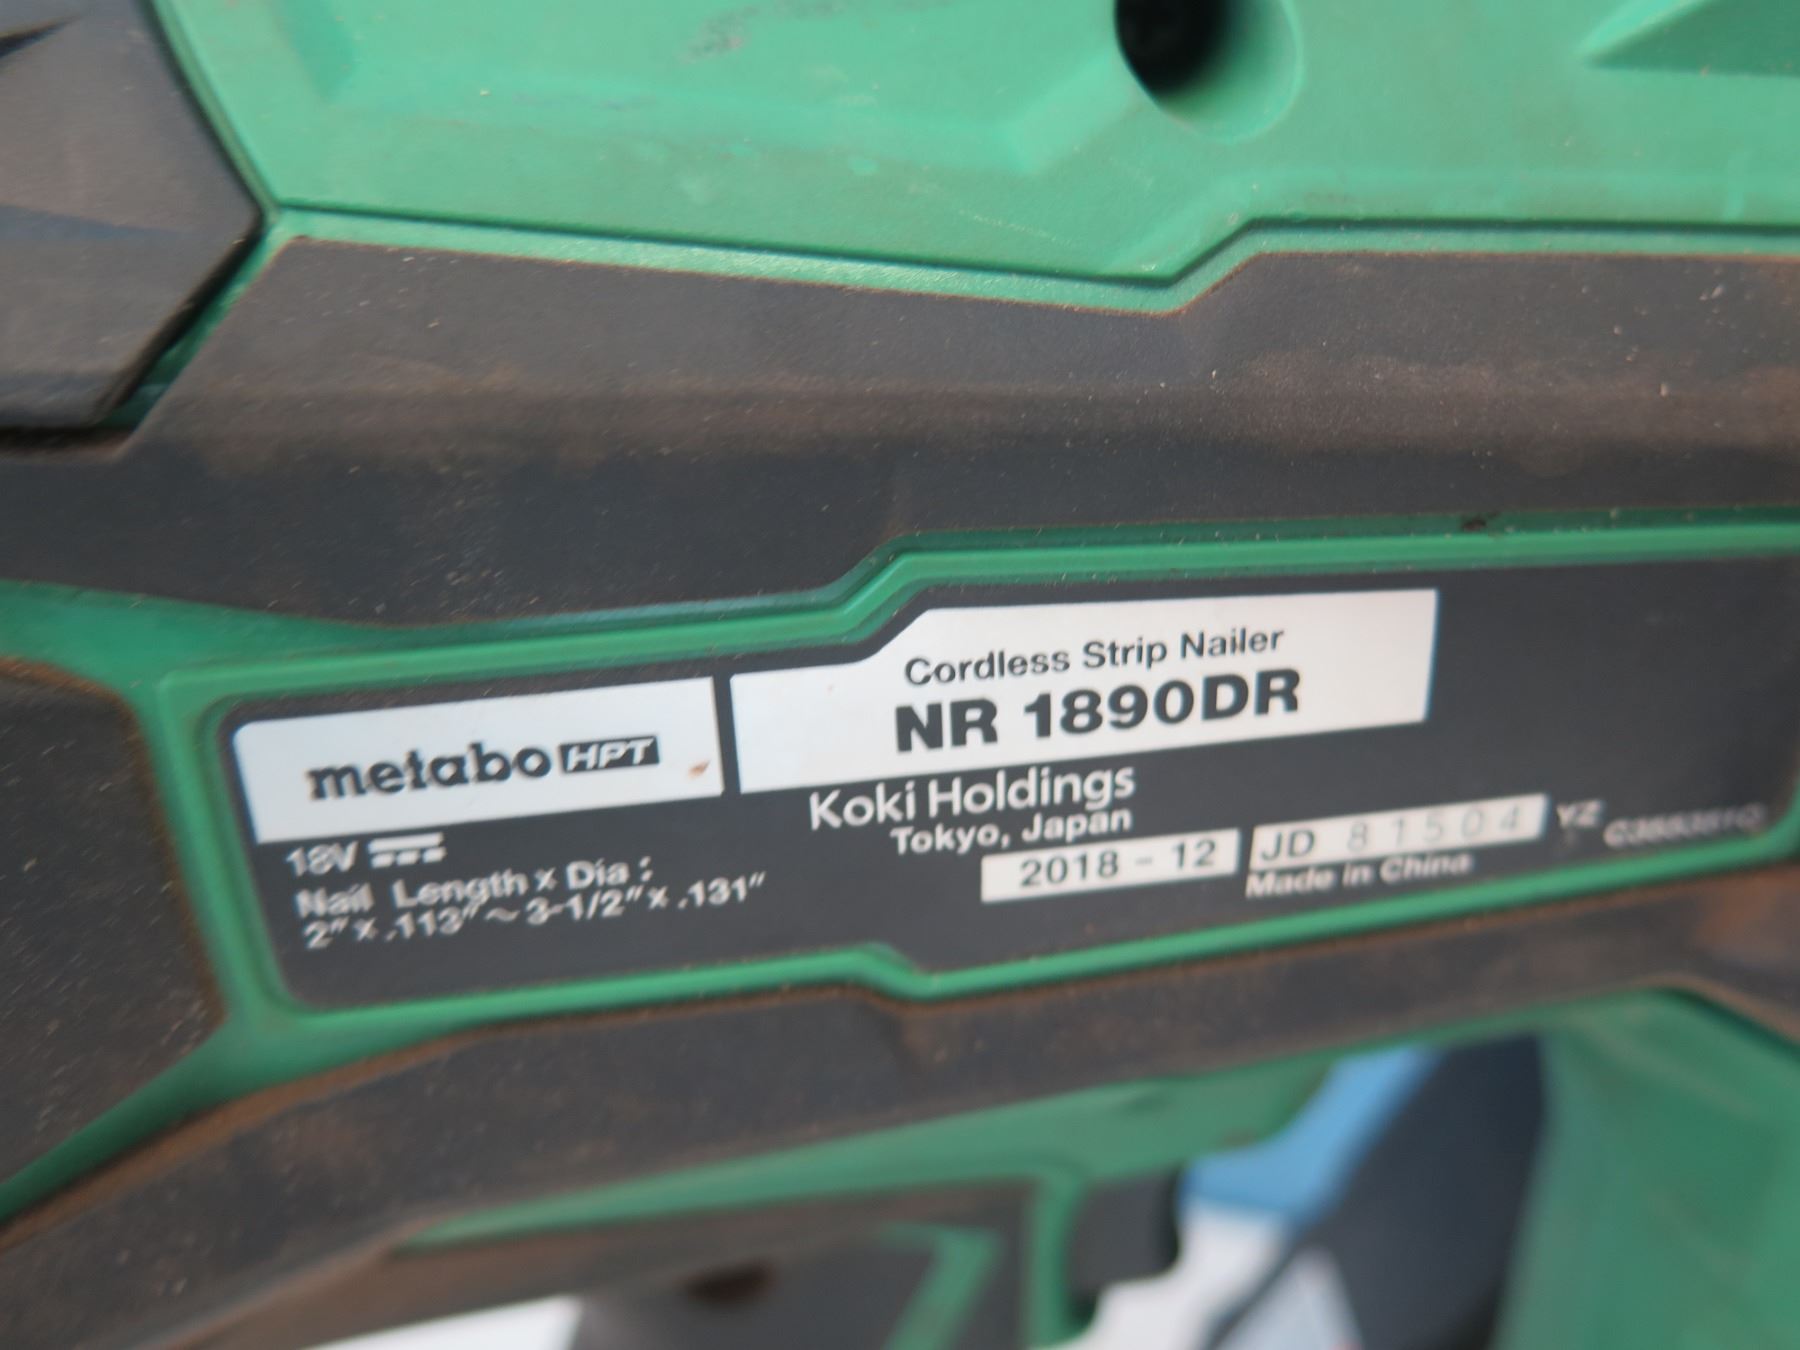 Cordless Strip Nailer
metabo HPT
NR 1890DR
Koki Holdings
Tokyo, Japan
18V
Nail Length x Dia :
2" x .113" ~ 3-1/2" x .131"
2018 - 12
JD 81504 YZ
Made in China